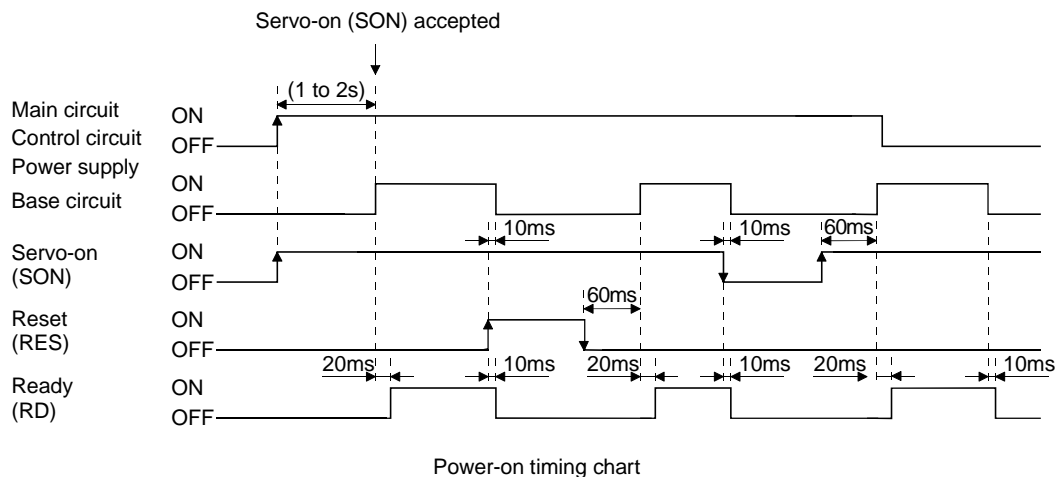 Servo-on (SON) accepted
(1 to 2s)
Main circuit
Control circuit
Power supply
ON
OFF
Base circuit
ON
OFF
10ms
10ms
60ms
Servo-on
(SON)
ON
OFF
60ms
Reset
(RES)
ON
OFF
20ms
10ms
20ms
10ms
20ms
10ms
Ready
(RD)
ON
OFF
Power-on timing chart